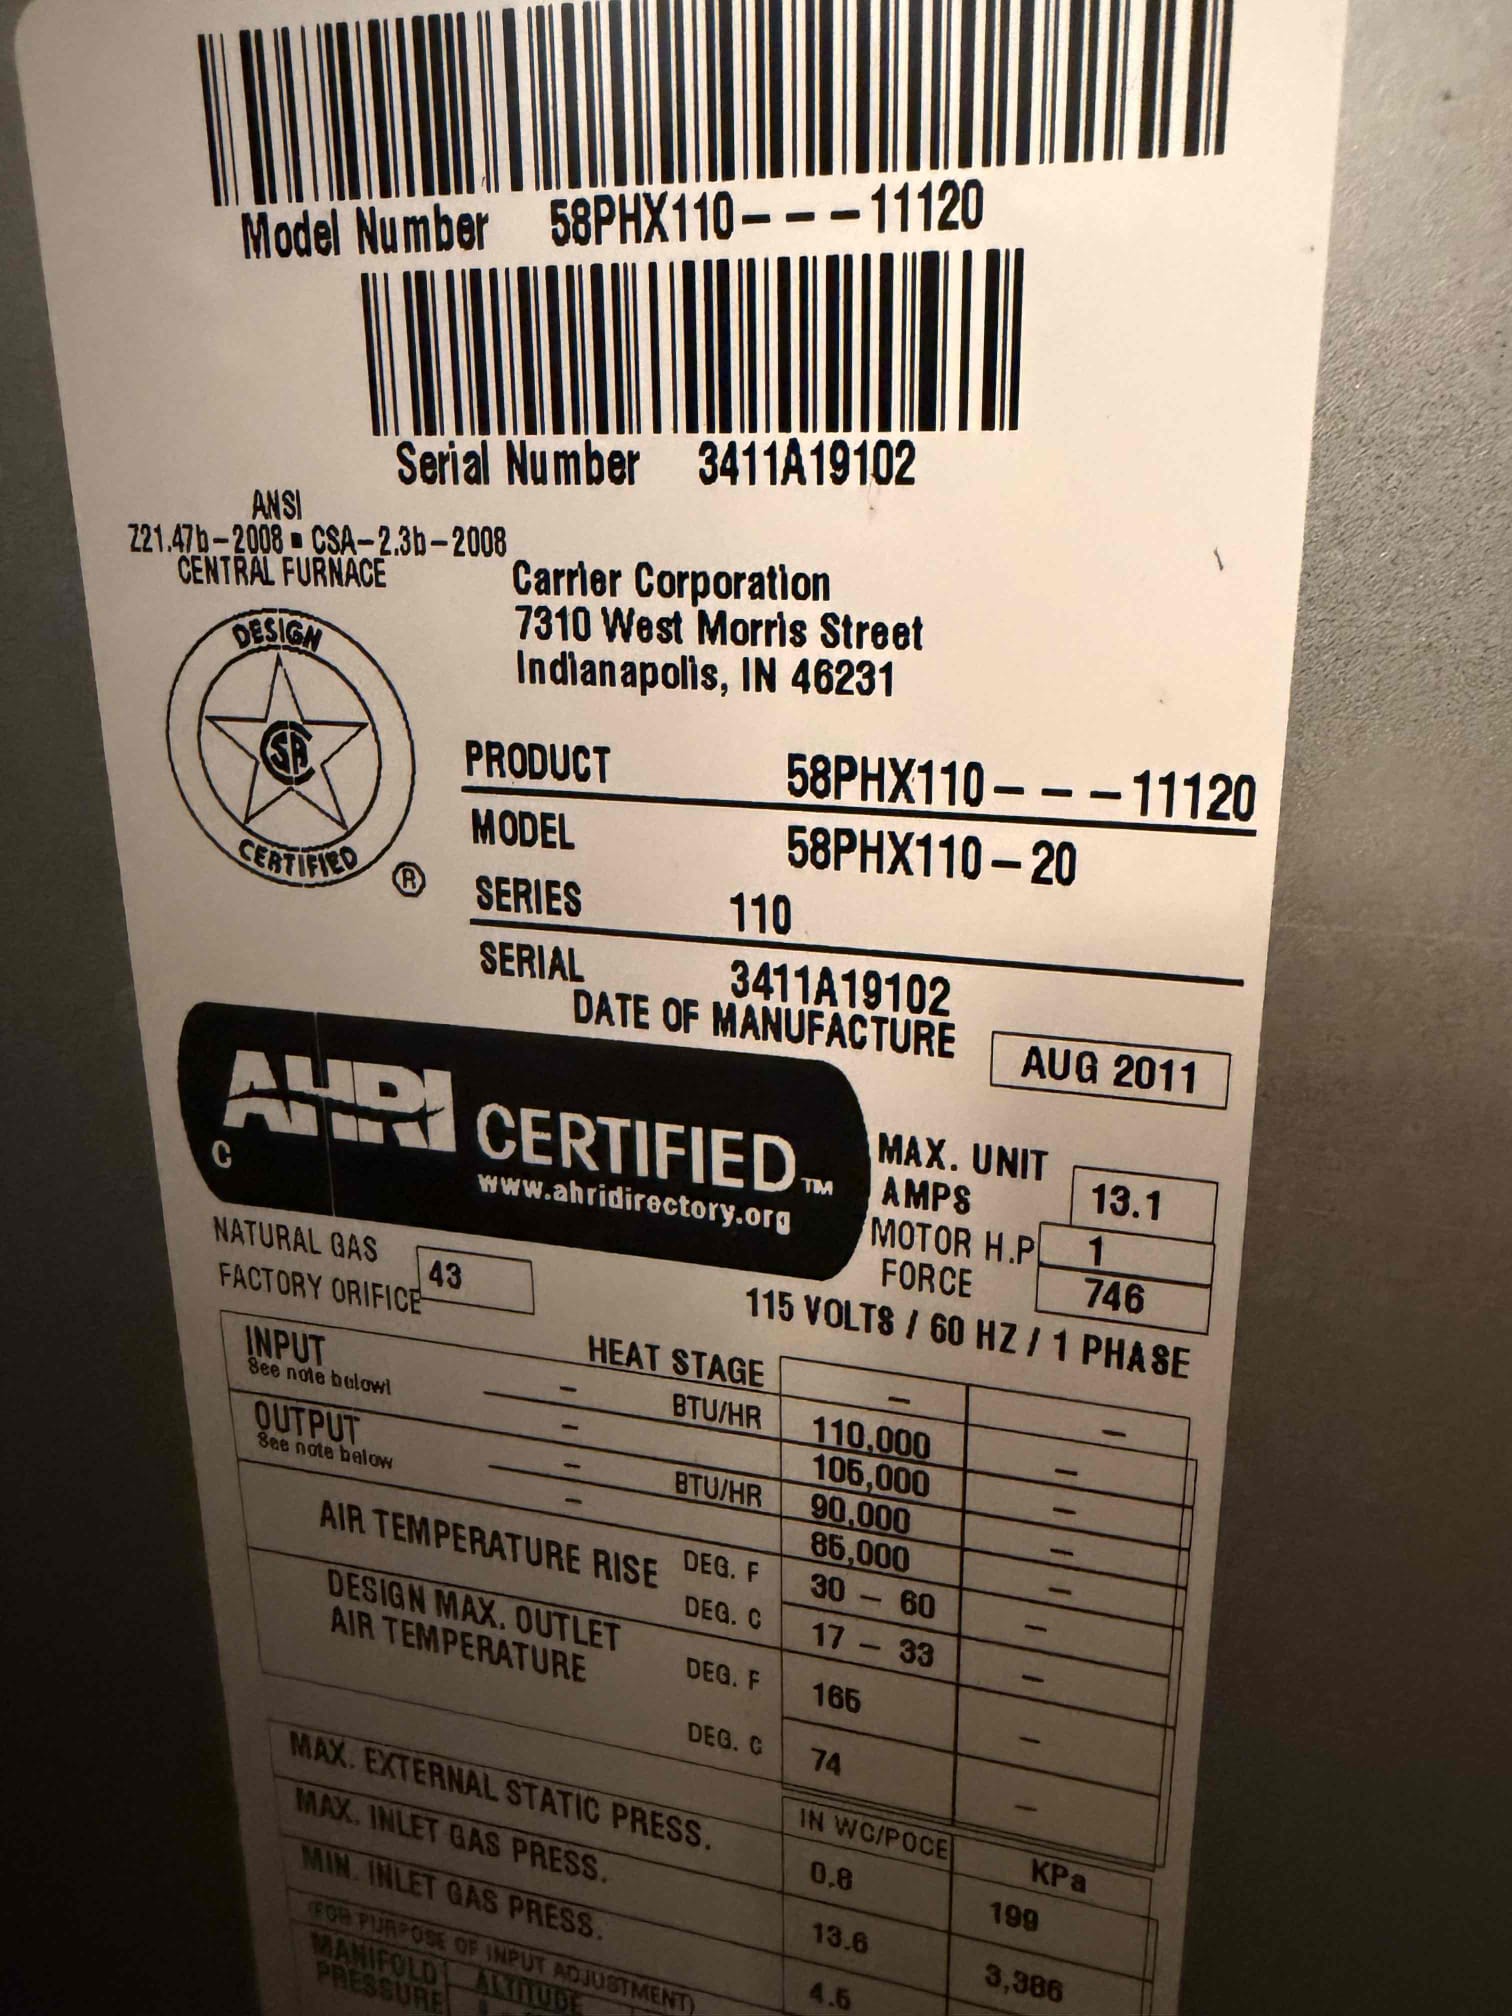 Model Number 58PHX110---11120
Serial Number 3411A19102
ANSI
Z21.47b-2008 ▪ CSA-2.3b-2008
CENTRAL FURNACE
Carrier Corporation
7310 West Morris Street
Indianapolis, IN 46231
DESIGN
CSA
CERTIFIED
®
PRODUCT 58PHX110---11120
MODEL 58PHX110-20
SERIES 110
SERIAL 3411A19102
DATE OF MANUFACTURE AUG 2011
C
AHRI CERTIFIED™
www.ahridirectory.org
MAX. UNIT
AMPS 13.1
MOTOR H.P 1
FORCE 746
NATURAL GAS
FACTORY ORIFICE 43
115 VOLTS / 60 HZ / 1 PHASE
HEAT STAGE - -
INPUT - BTU/HR 110,000 -
See note below - 105,000 -
OUTPUT - BTU/HR 90,000 -
See note below - 85,000 -
AIR TEMPERATURE RISE DEG. F 30 - 60 -
DEG. C 17 - 33 -
DESIGN MAX. OUTLET
AIR TEMPERATURE DEG. F 165 -
DEG. C 74 -
IN WC/POCE KPa
MAX. EXTERNAL STATIC PRESS. 0.8 199
MAX. INLET GAS PRESS. 13.6 3,386
MIN. INLET GAS PRESS. 4.5
(FOR PURPOSE OF INPUT ADJUSTMENT)
MANIFOLD
PRESSURE
ALTITUDE